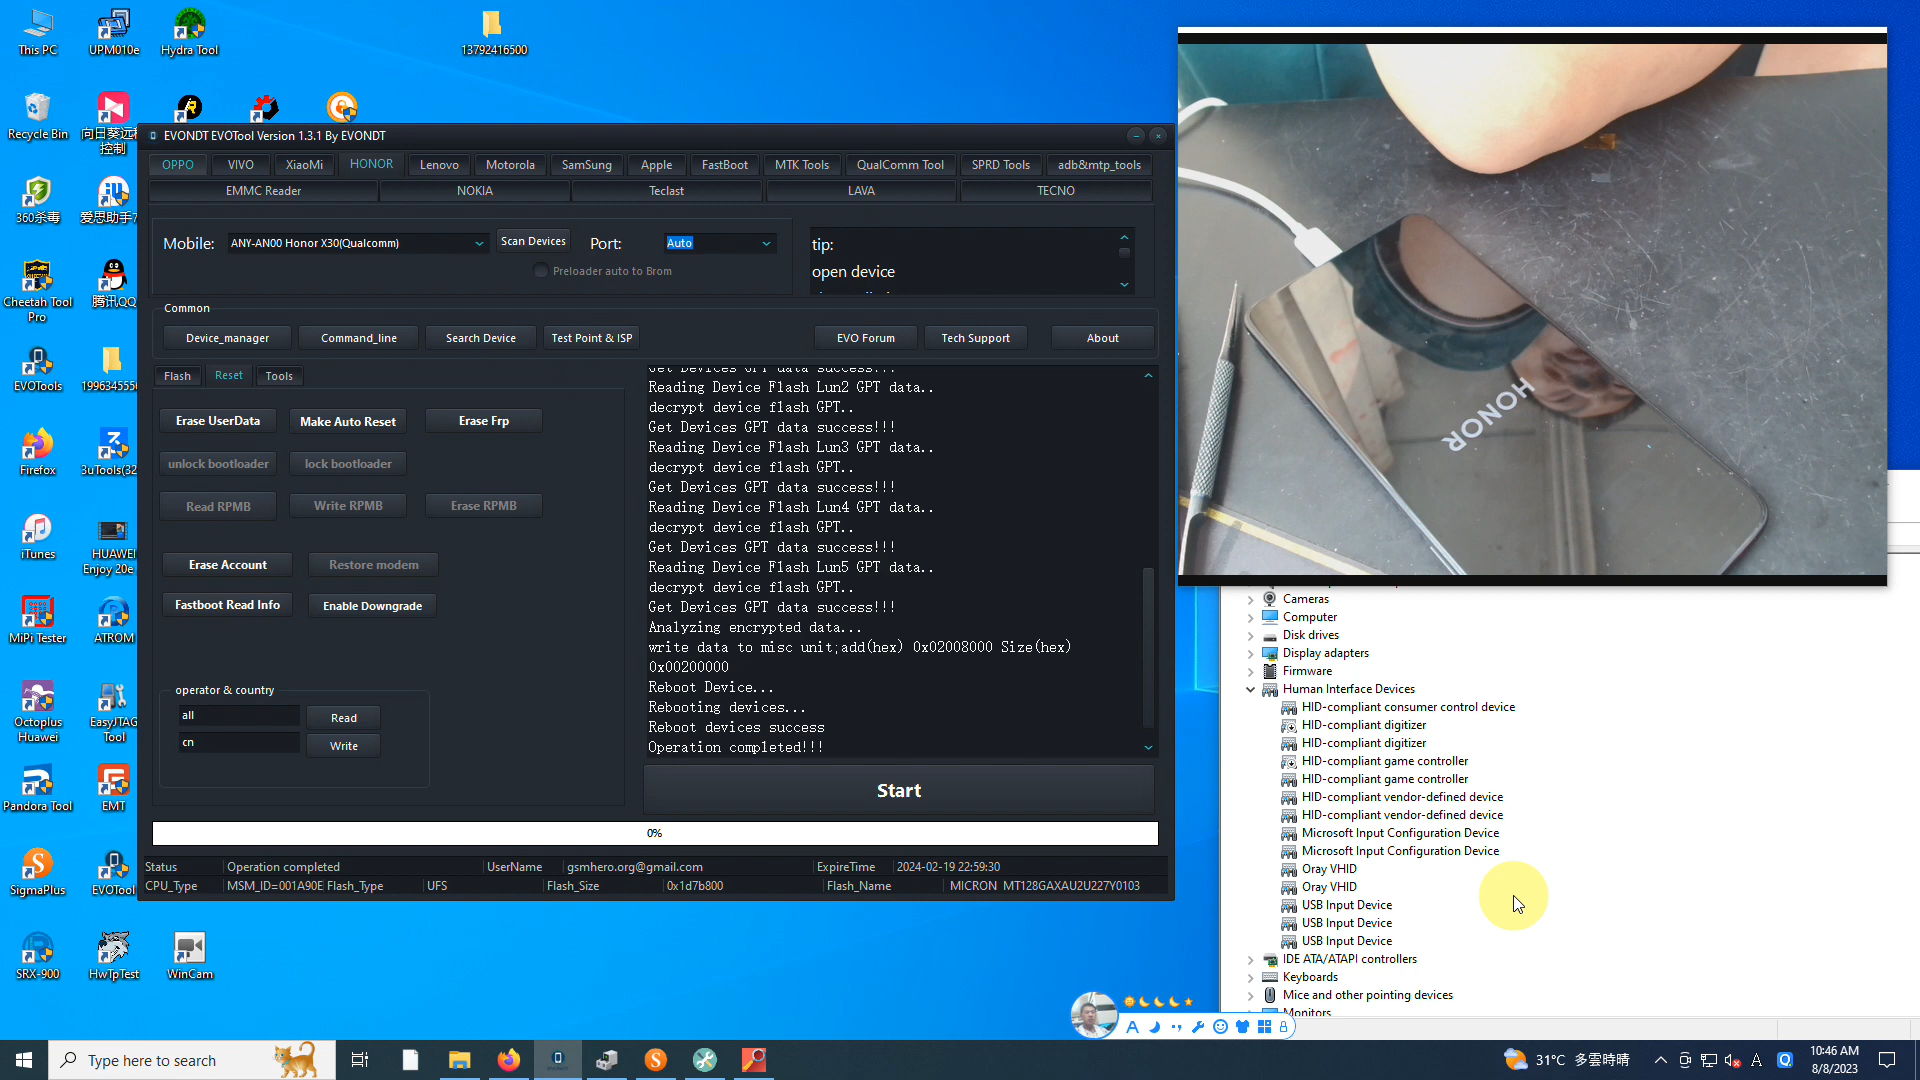 This PC
UPM010e
Hydra Tool
13792416500
Recycle Bin
向日葵远程
控制
360杀毒
爱思助手7
Cheetah Tool
Pro
腾讯QQ
EVOTools
1996345556
Firefox
3uTools(32
iTunes
HUAWEI
Enjoy 20e
MiPi Tester
ATROM
Octoplus
Huawei
EasyJTAG
Tool
Pandora Tool
EMT
SigmaPlus
EVOTool
SRX-900
HwTpTest
WinCam
EVONDT EVOTool Version 1.3.1 By EVONDT
OPPO
VIVO
XiaoMi
HONOR
Lenovo
Motorola
SamSung
Apple
FastBoot
MTK Tools
QualComm Tool
SPRD Tools
adb&mtp_tools
EMMC Reader
NOKIA
Teclast
LAVA
TECNO
Mobile:
ANY-AN00 Honor X30(Qualcomm)
Scan Devices
Port:
Auto
Preloader auto to Brom
tip:
open device
Common
Device_manager
Command_line
Search Device
Test Point & ISP
EVO Forum
Tech Support
About
Flash
Reset
Tools
Erase UserData
Make Auto Reset
Erase Frp
unlock bootloader
lock bootloader
Read RPMB
Write RPMB
Erase RPMB
Erase Account
Restore modem
Fastboot Read Info
Enable Downgrade
operator & country
all
Read
cn
Write
Get Devices GPT data success!!!
Reading Device Flash Lun2 GPT data..
decrypt device flash GPT..
Get Devices GPT data success!!!
Reading Device Flash Lun3 GPT data..
decrypt device flash GPT..
Get Devices GPT data success!!!
Reading Device Flash Lun4 GPT data..
decrypt device flash GPT..
Get Devices GPT data success!!!
Reading Device Flash Lun5 GPT data..
decrypt device flash GPT..
Get Devices GPT data success!!!
Analyzing encrypted data...
write data to misc unit;add(hex) 0x02008000 Size(hex)
0x00200000
Reboot Device...
Rebooting devices...
Reboot devices success
Operation completed!!!
Start
0%
Status
Operation completed
UserName
gsmhero.org@gmail.com
ExpireTime
2024-02-19 22:59:30
CPU_Type
MSM_ID=001A90E
Flash_Type
UFS
Flash_Size
0x1d7b800
Flash_Name
MICRON MT128GAXAU2U227Y0103
HONOR
Cameras
Computer
Disk drives
Display adapters
Firmware
Human Interface Devices
HID-compliant consumer control device
HID-compliant digitizer
HID-compliant digitizer
HID-compliant game controller
HID-compliant game controller
HID-compliant vendor-defined device
HID-compliant vendor-defined device
Microsoft Input Configuration Device
Microsoft Input Configuration Device
Oray VHID
Oray VHID
USB Input Device
USB Input Device
USB Input Device
IDE ATA/ATAPI controllers
Keyboards
Mice and other pointing devices
Monitors
Type here to search
31°C 多雲時晴
A
10:46 AM
8/8/2023